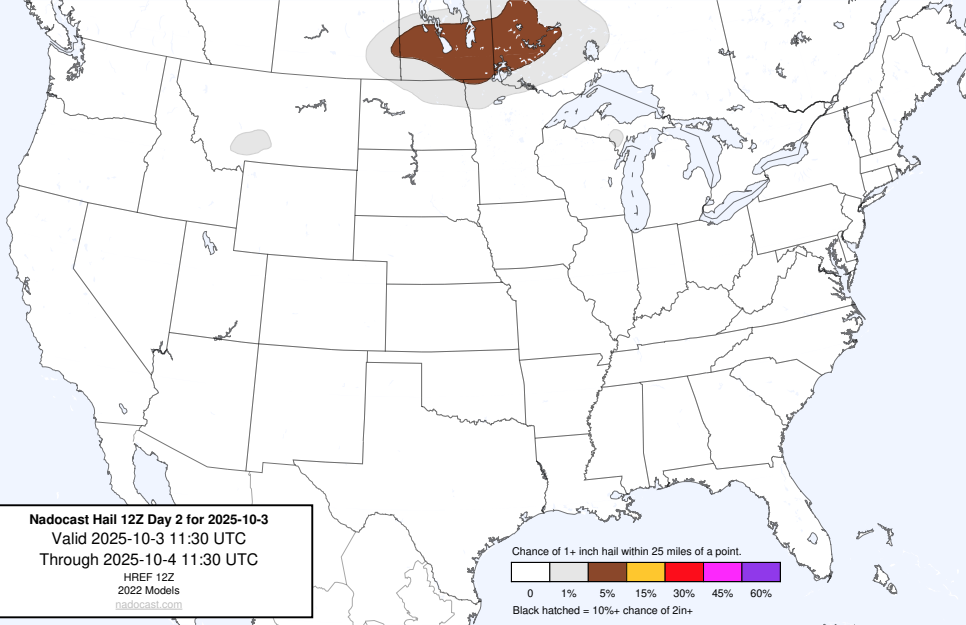 Nadocast Hail 12Z Day 2 for 2025-10-3
Valid 2025-10-3 11:30 UTC
Through 2025-10-4 11:30 UTC
HREF 12Z
2022 Models
nadocast.com
Chance of 1+ inch hail within 25 miles of a point.
0 1% 5% 15% 30% 45% 60%
Black hatched = 10%+ chance of 2in+